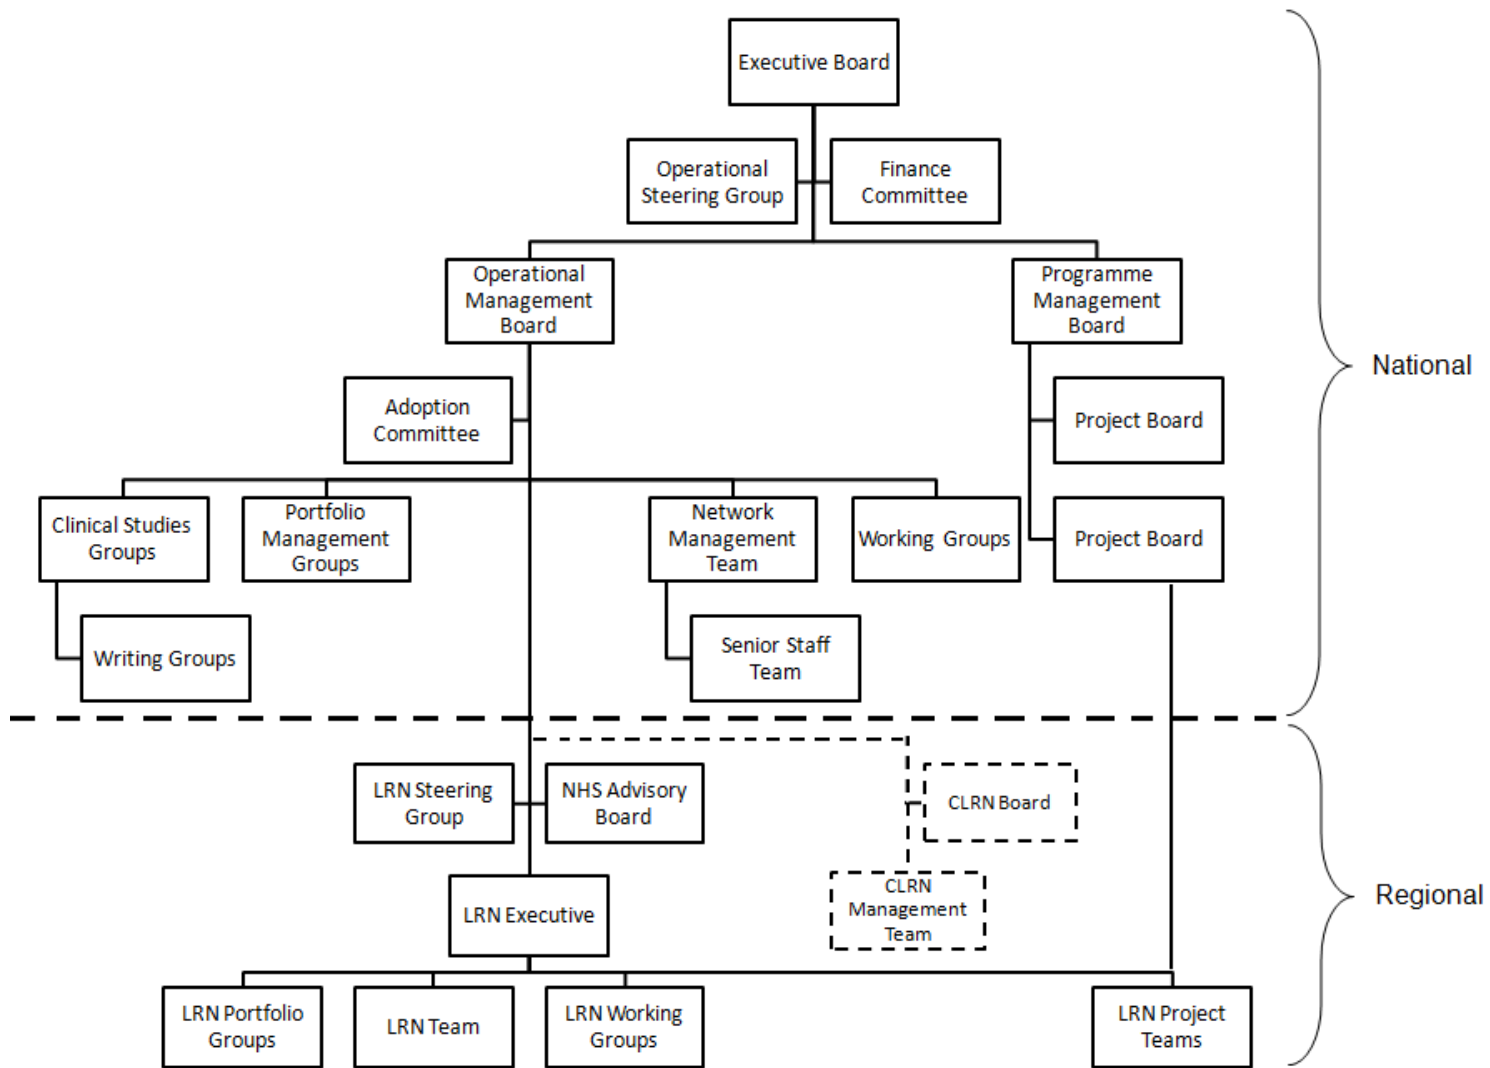 Executive Board
Operational
Steering Group
Finance
Committee
Operational
Management
Board
Programme
Management
Board
National
Adoption
Committee
Project Board
Clinical Studies
Groups
Portfolio
Management
Groups
Network
Management
Team
Working Groups
Project Board
Writing Groups
Senior Staff
Team
LRN Steering
Group
NHS Advisory
Board
CLRN Board
CLRN
Management
Team
LRN Executive
Regional
LRN Portfolio
Groups
LRN Team
LRN Working
Groups
LRN Project
Teams